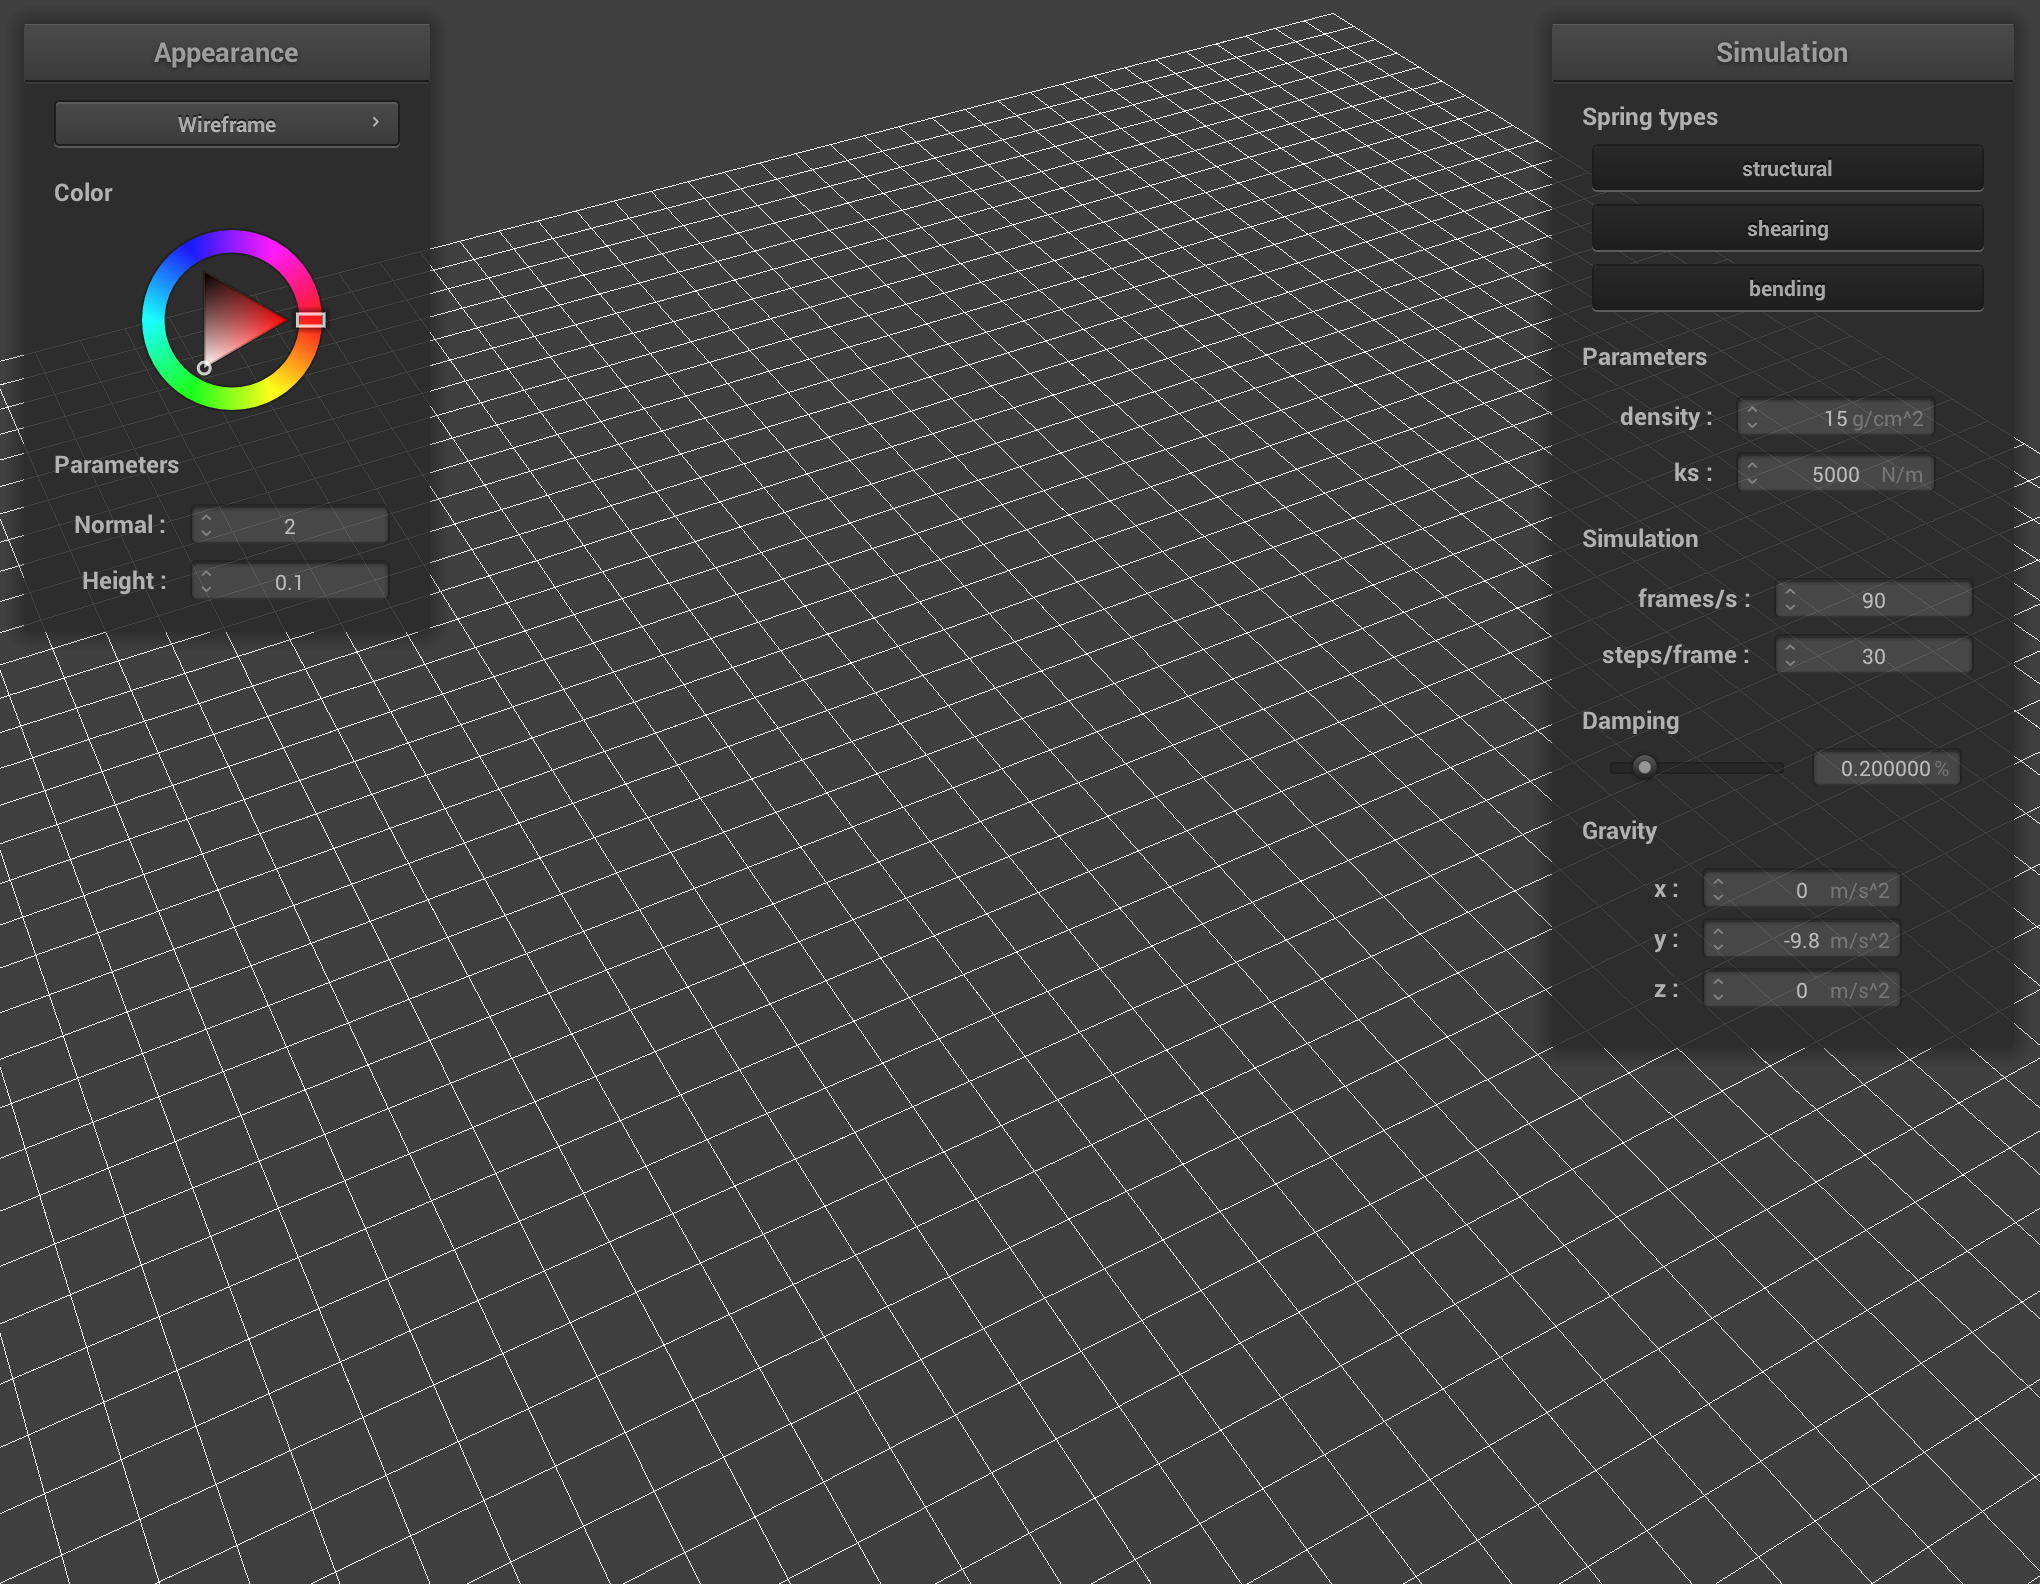 Appearance
Wireframe
Color
Parameters
Normal : 2
Height : 0.1
Simulation
Spring types
structural
shearing
bending
Parameters
density : 15 g/cm^2
ks : 5000 N/m
Simulation
frames/s : 90
steps/frame : 30
Damping
0.200000 %
Gravity
x : 0 m/s^2
y : -9.8 m/s^2
z : 0 m/s^2